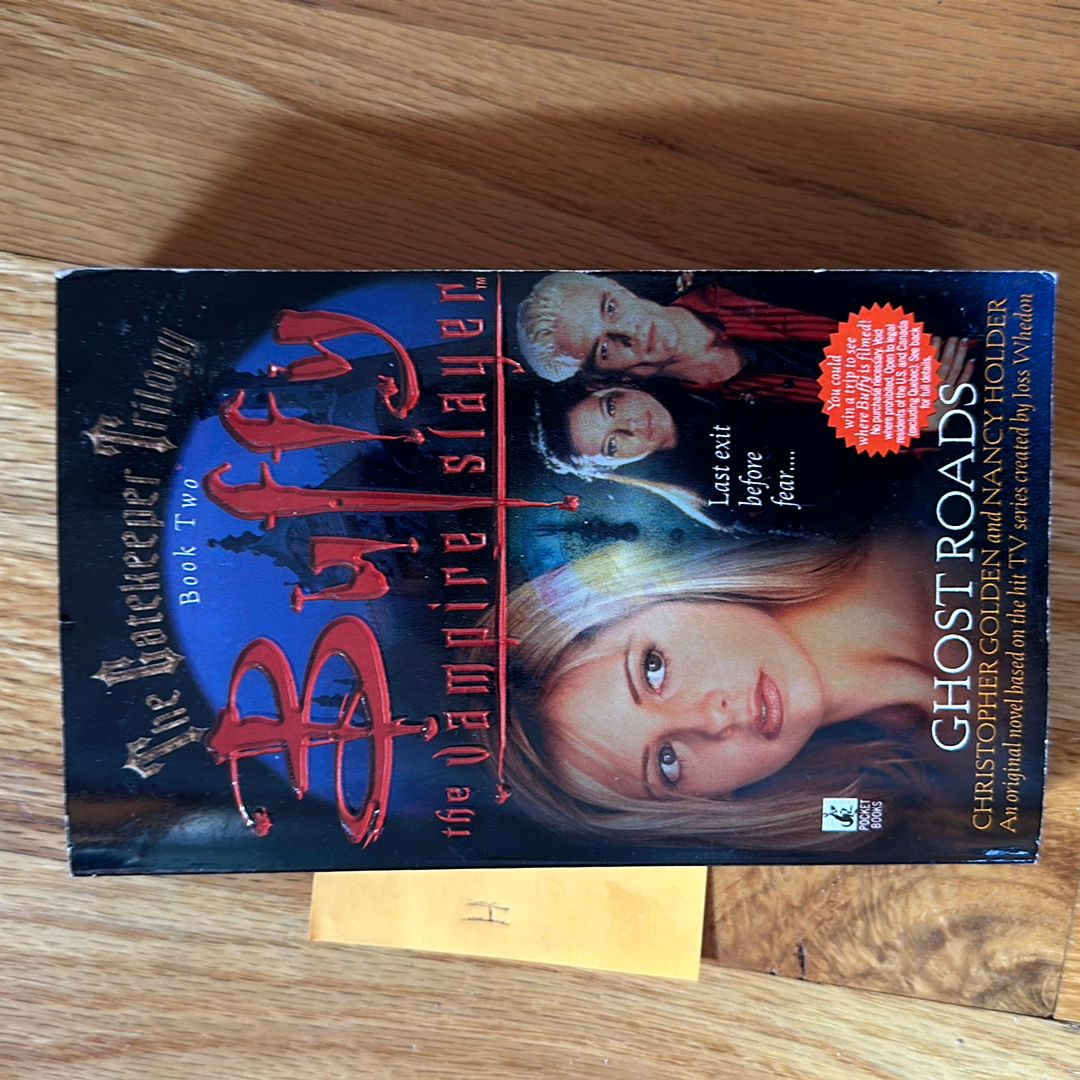 The Gatekeeper Trilogy
Book Two
Buffy
the vampire slayer™
Last exit
before
fear....
You could
win a trip to see
where Buffy is filmed!
No purchase necessary. Void
where prohibited. Open to legal
residents of the U.S. and Canada
(excluding Quebec). See back
for full details.
POCKET
BOOKS
GHOST ROADS
CHRISTOPHER GOLDEN and NANCY HOLDER
An original novel based on the hit TV series created by Joss Whedon
H